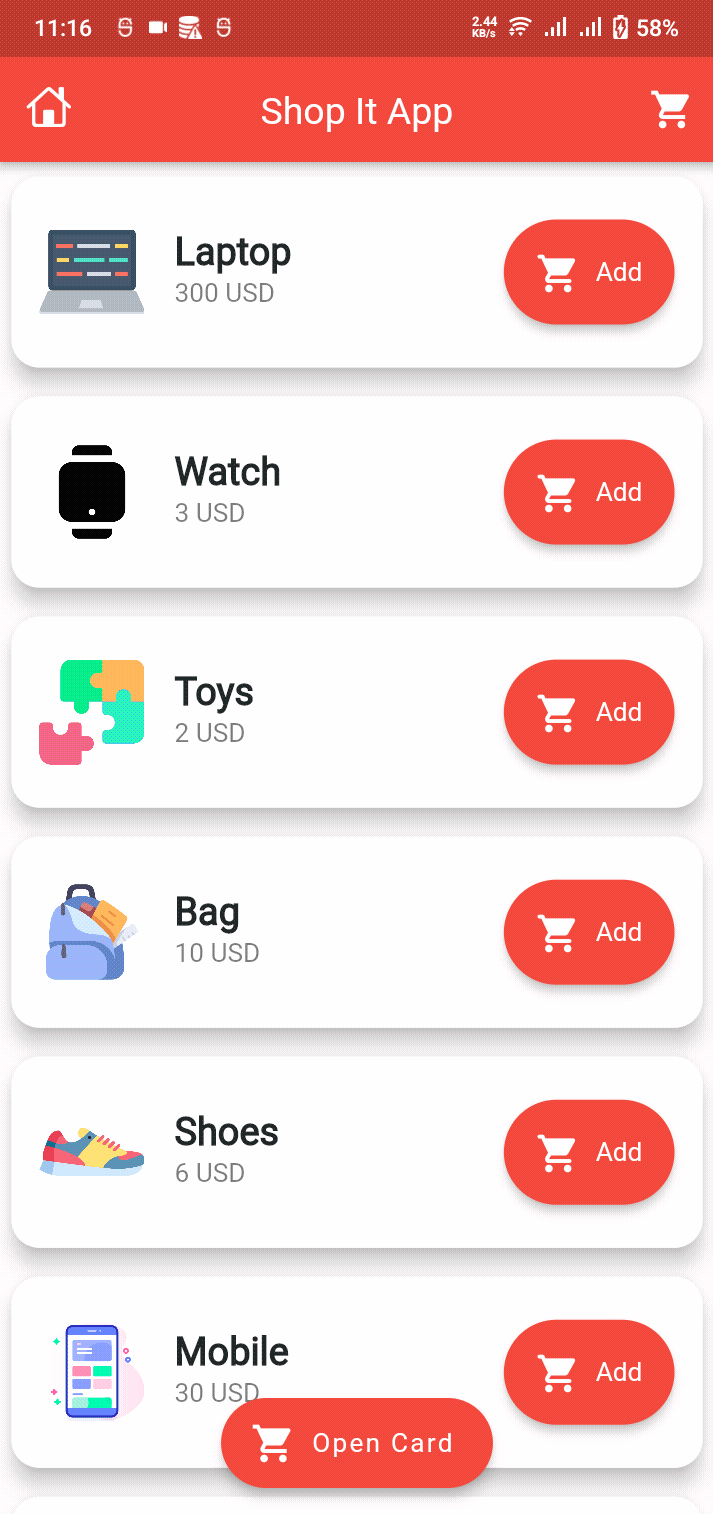 11:16
2.44
KB/s
58%
Shop It App
Laptop
300 USD
Add
Watch
3 USD
Add
Toys
2 USD
Add
Bag
10 USD
Add
Shoes
6 USD
Add
Mobile
30 USD
Add
Open Card